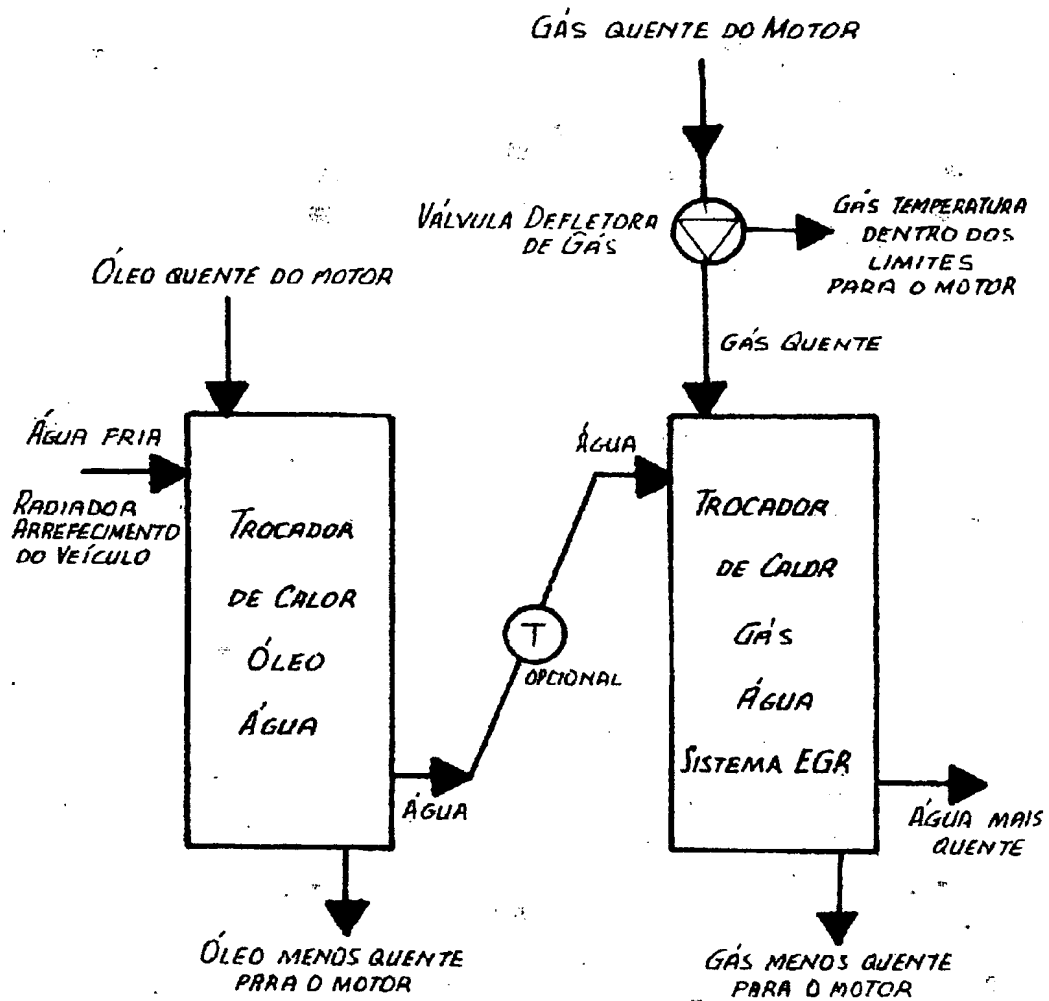 GÁS QUENTE DO MOTOR
VÁLVULA DEFLETORA
DE GÁS
GÁS TEMPERATURA
DENTRO DOS
LIMITES
PARA O MOTOR
ÓLEO QUENTE DO MOTOR
GÁS QUENTE
ÁGUA FRIA
RADIADOR
ARREFECIMENTO
DO VEÍCULO
TROCADOR
DE CALOR
ÓLEO
ÁGUA
ÁGUA
T
OPCIONAL
ÁGUA
TROCADOR
DE CALOR
GÁS
ÁGUA
SISTEMA EGR
ÁGUA MAIS
QUENTE
ÓLEO MENOS QUENTE
PARA O MOTOR
GÁS MENOS QUENTE
PARA O MOTOR